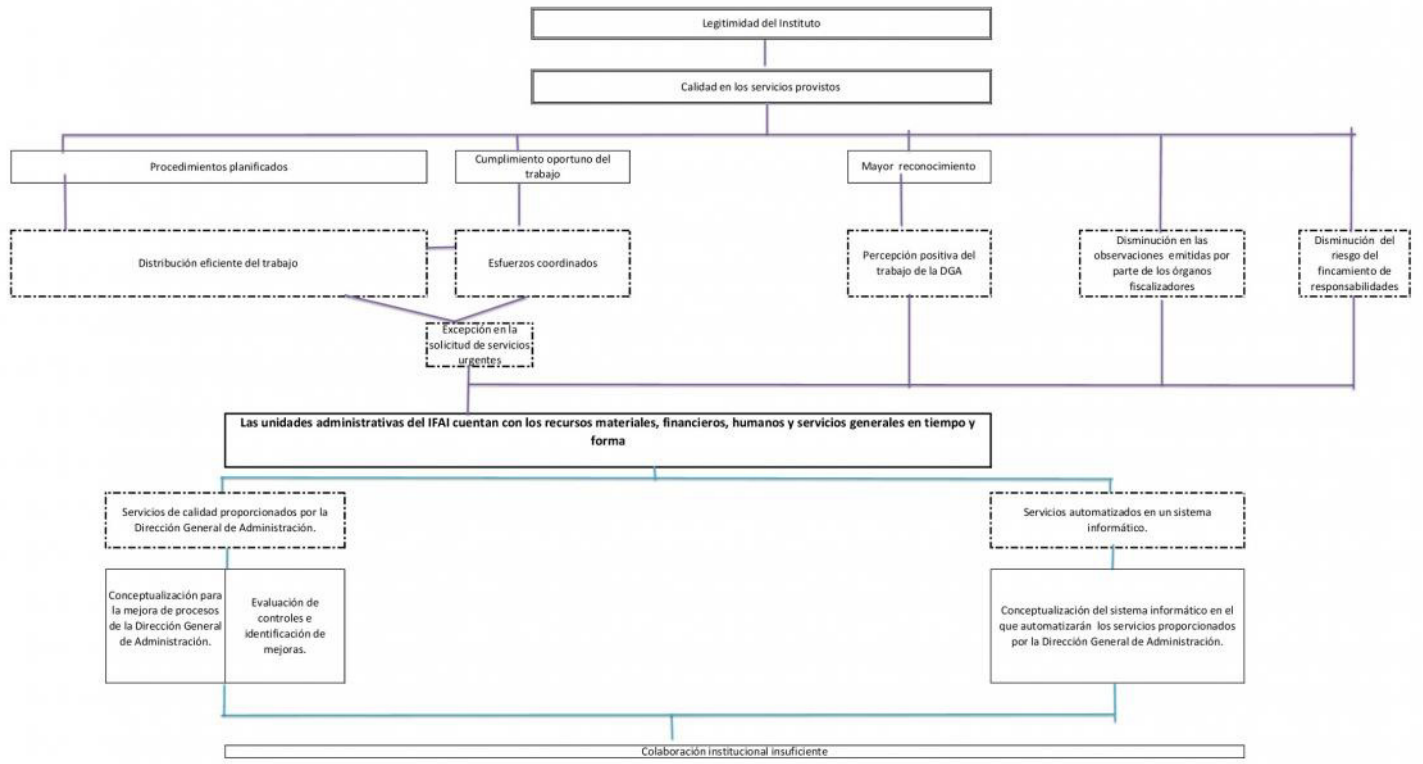 Legitimidad del Instituto
Calidad en los servicios provistos
Procedimientos planificados
Cumplimiento oportuno del
trabajo
Mayor reconocimiento
Distribución eficiente del trabajo
Esfuerzos coordinados
Percepción positiva del
trabajo de la DGA
Disminución en las
observaciones emitidas por
parte de los órganos
fiscalizadores
Disminución del
riesgo del
fincamiento de
responsabilidades
Excepción en la
solicitud de servicios
urgentes
Las unidades administrativas del IFAI cuentan con los recursos materiales, financieros, humanos y servicios generales en tiempo y
forma
Servicios de calidad proporcionados por la
Dirección General de Administración.
Servicios automatizados en un sistema
informático.
Conceptualización para
la mejora de procesos
de la Dirección General
de Administración.
Evaluación de
controles e
identificación de
mejoras.
Conceptualización del sistema informático en el
que automatizarán los servicios proporcionados
por la Dirección General de Administración.
Colaboración institucional insuficiente